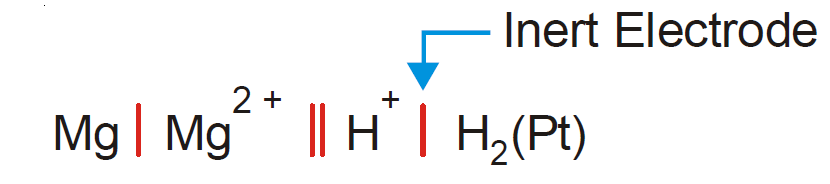 Inert Electrode
Mg | Mg²⁺ || H⁺ | H₂(Pt)